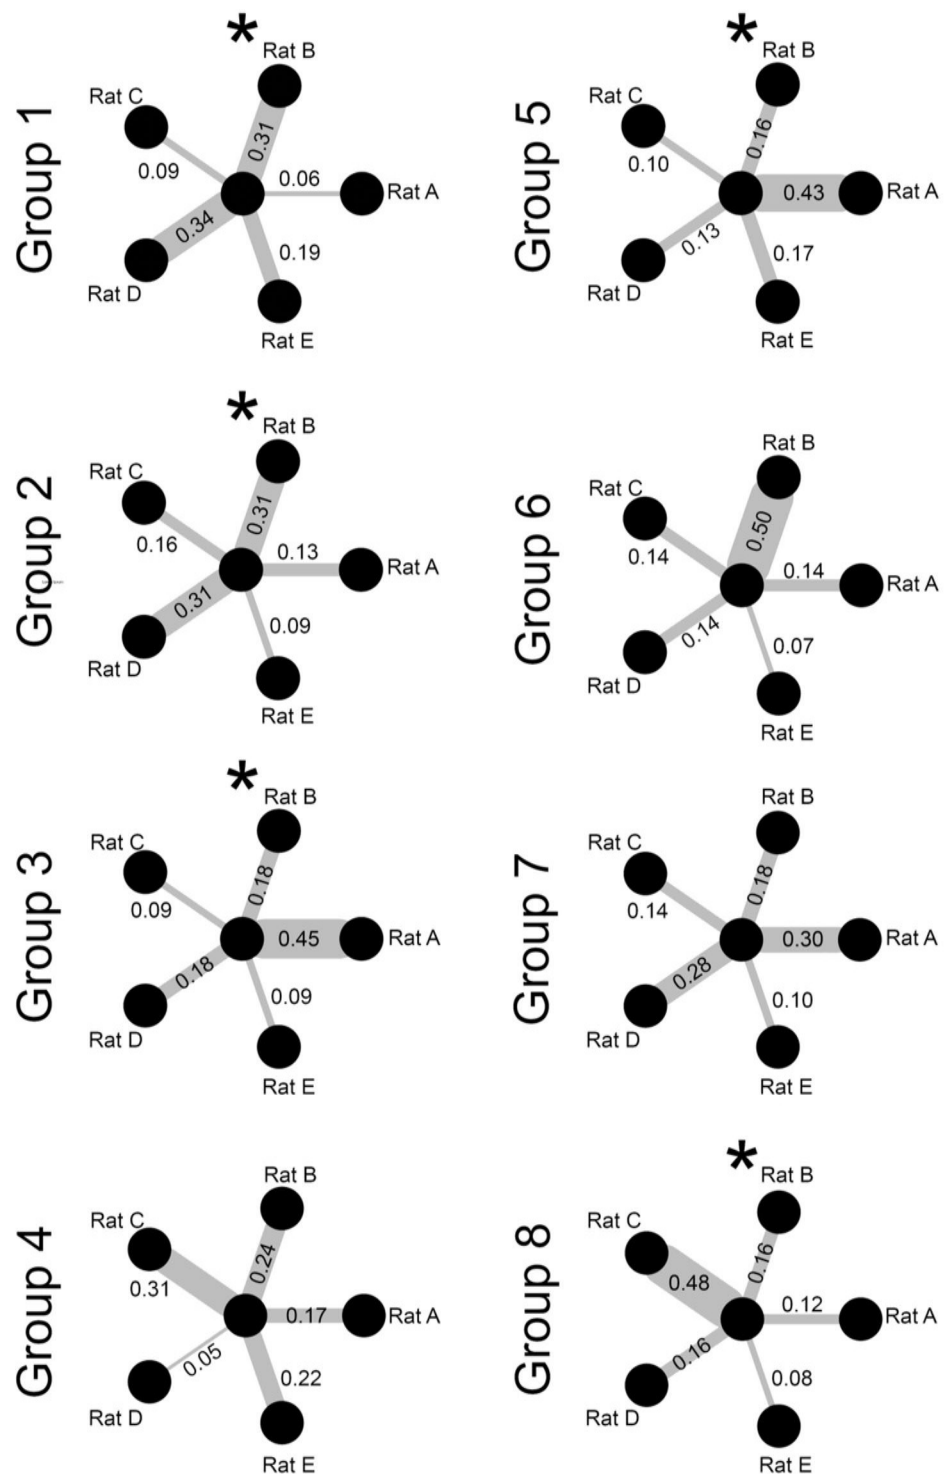 Group 1
*
Rat B
Rat C
0.31
0.09
0.06
Rat A
0.34
0.19
Rat D
Rat E
Group 5
*
Rat B
Rat C
0.16
0.10
0.43
Rat A
0.13
0.17
Rat D
Rat E
Group 2
*
Rat B
Rat C
0.31
0.16
0.13
Rat A
0.31
0.09
Rat D
Rat E
Group 6
Rat B
Rat C
0.50
0.14
0.14
Rat A
0.14
0.07
Rat D
Rat E
Group 3
*
Rat B
Rat C
0.18
0.09
0.45
Rat A
0.18
0.09
Rat D
Rat E
Group 7
Rat B
Rat C
0.18
0.14
0.30
Rat A
0.28
0.10
Rat D
Rat E
Group 4
Rat B
Rat C
0.24
0.31
0.17
Rat A
0.05
0.22
Rat D
Rat E
Group 8
*
Rat B
Rat C
0.16
0.48
0.12
Rat A
0.16
0.08
Rat D
Rat E